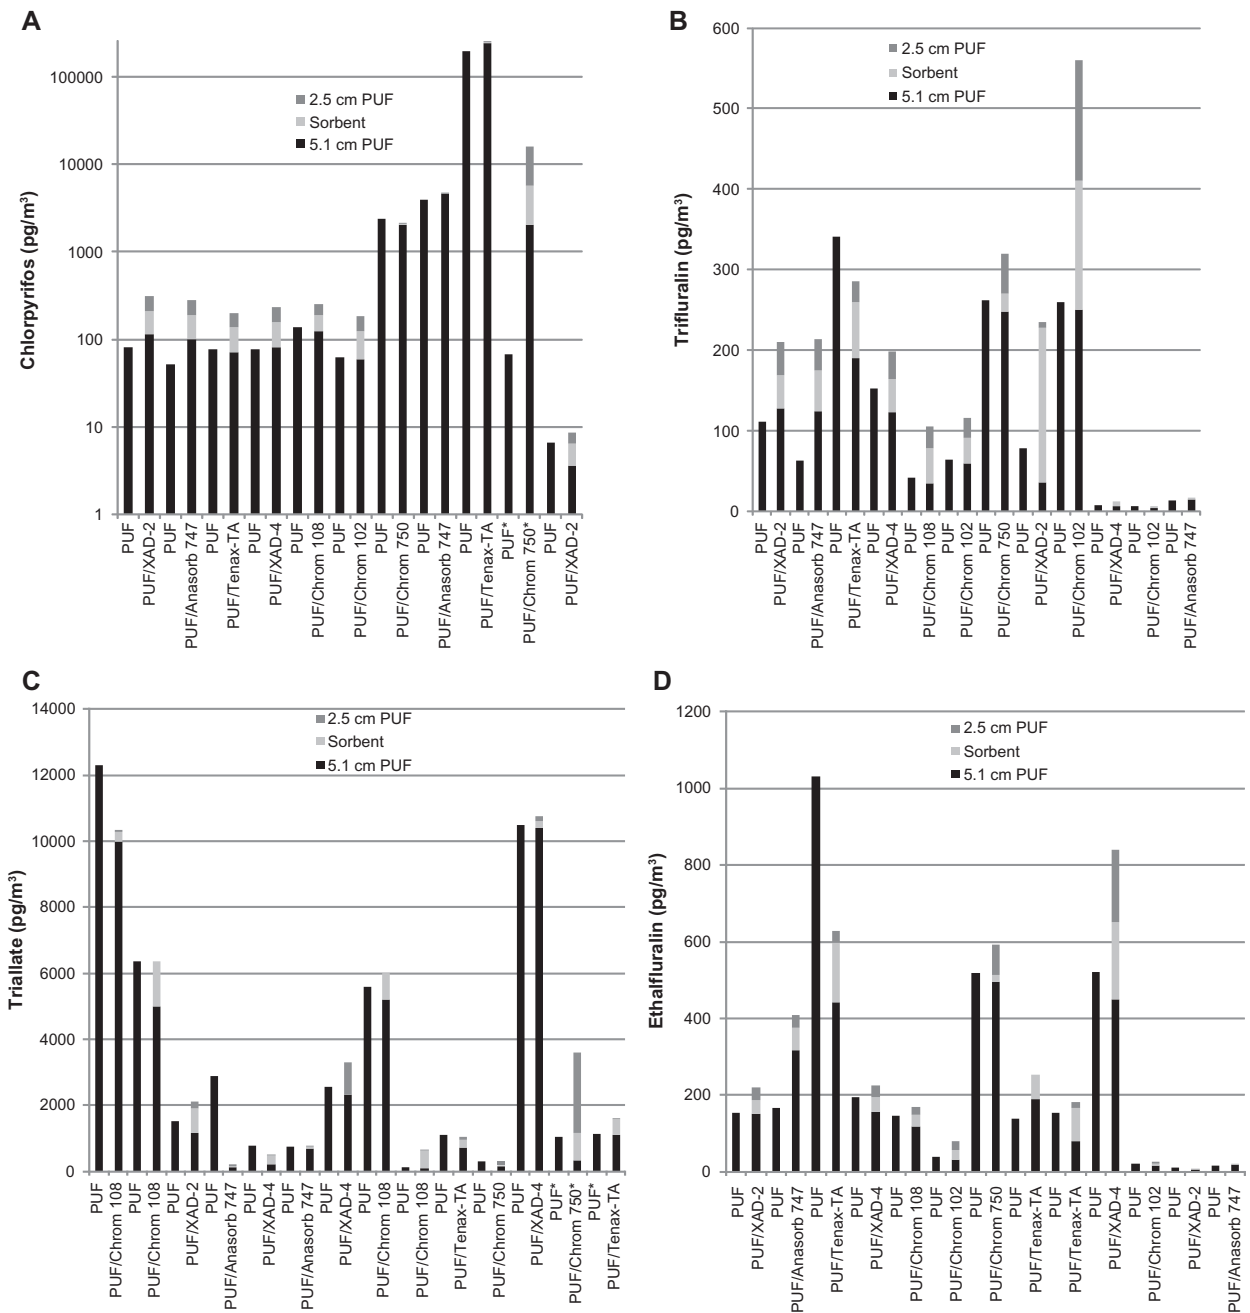 A
Chlorpyrifos (pg/m³)
100000
10000
1000
100
10
1
2.5 cm PUF
Sorbent
5.1 cm PUF
PUF
PUF/XAD-2
PUF
PUF/Anasorb 747
PUF
PUF/Tenax-TA
PUF
PUF/XAD-4
PUF
PUF/Chrom 108
PUF
PUF/Chrom 102
PUF
PUF/Chrom 750
PUF
PUF/Anasorb 747
PUF
PUF/Tenax-TA
PUF*
PUF/Chrom 750*
PUF
PUF/XAD-2
B
Trifluralin (pg/m³)
600
500
400
300
200
100
0
2.5 cm PUF
Sorbent
5.1 cm PUF
PUF
PUF/XAD-2
PUF
PUF/Anasorb 747
PUF
PUF/Tenax-TA
PUF
PUF/XAD-4
PUF
PUF/Chrom 108
PUF
PUF/Chrom 102
PUF
PUF/Chrom 750
PUF
PUF/XAD-2
PUF
PUF/Chrom 102
PUF
PUF/XAD-4
PUF
PUF/Chrom 102
PUF
PUF/Anasorb 747
C
Triallate (pg/m³)
14000
12000
10000
8000
6000
4000
2000
0
2.5 cm PUF
Sorbent
5.1 cm PUF
PUF
PUF/Chrom 108
PUF
PUF/Chrom 108
PUF
PUF/XAD-2
PUF
PUF/Anasorb 747
PUF
PUF/XAD-4
PUF
PUF/Anasorb 747
PUF
PUF/XAD-4
PUF
PUF/Chrom 108
PUF
PUF/Chrom 108
PUF
PUF/Tenax-TA
PUF
PUF/Chrom 750
PUF
PUF/XAD-4
PUF*
PUF/Chrom 750*
PUF*
PUF/Tenax-TA
D
Ethalfluralin (pg/m³)
1200
1000
800
600
400
200
0
2.5 cm PUF
Sorbent
5.1 cm PUF
PUF
PUF/XAD-2
PUF
PUF/Anasorb 747
PUF
PUF/Tenax-TA
PUF
PUF/XAD-4
PUF
PUF/Chrom 108
PUF
PUF/Chrom 102
PUF
PUF/Chrom 750
PUF
PUF/Tenax-TA
PUF
PUF/Tenax-TA
PUF
PUF/XAD-4
PUF
PUF/Chrom 102
PUF
PUF/XAD-2
PUF
PUF/Anasorb 747